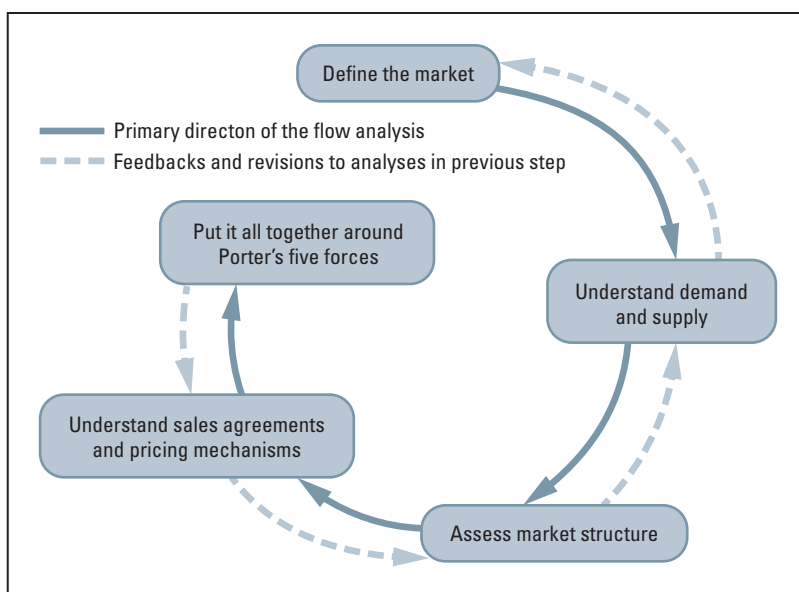 Define the market
Primary directon of the flow analysis
Feedbacks and revisions to analyses in previous step
Put it all together around
Porter's five forces
Understand demand
and supply
Understand sales agreements
and pricing mechanisms
Assess market structure